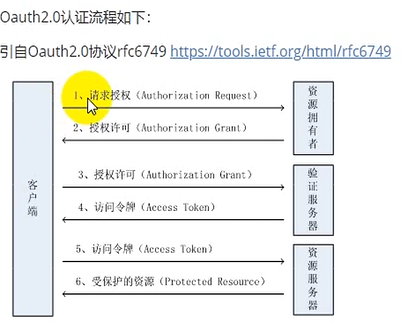 Oauth2.0认证流程如下：
引自Oauth2.0协议rfc6749 https://tools.ietf.org/html/rfc6749
客户端
1、请求授权（Authorization Request）
2、授权许可（Authorization Grant）
资源拥有者
3、授权许可（Authorization Grant）
4、访问令牌（Access Token）
验证服务器
5、访问令牌（Access Token）
6、受保护的资源（Protected Resource）
资源服务器